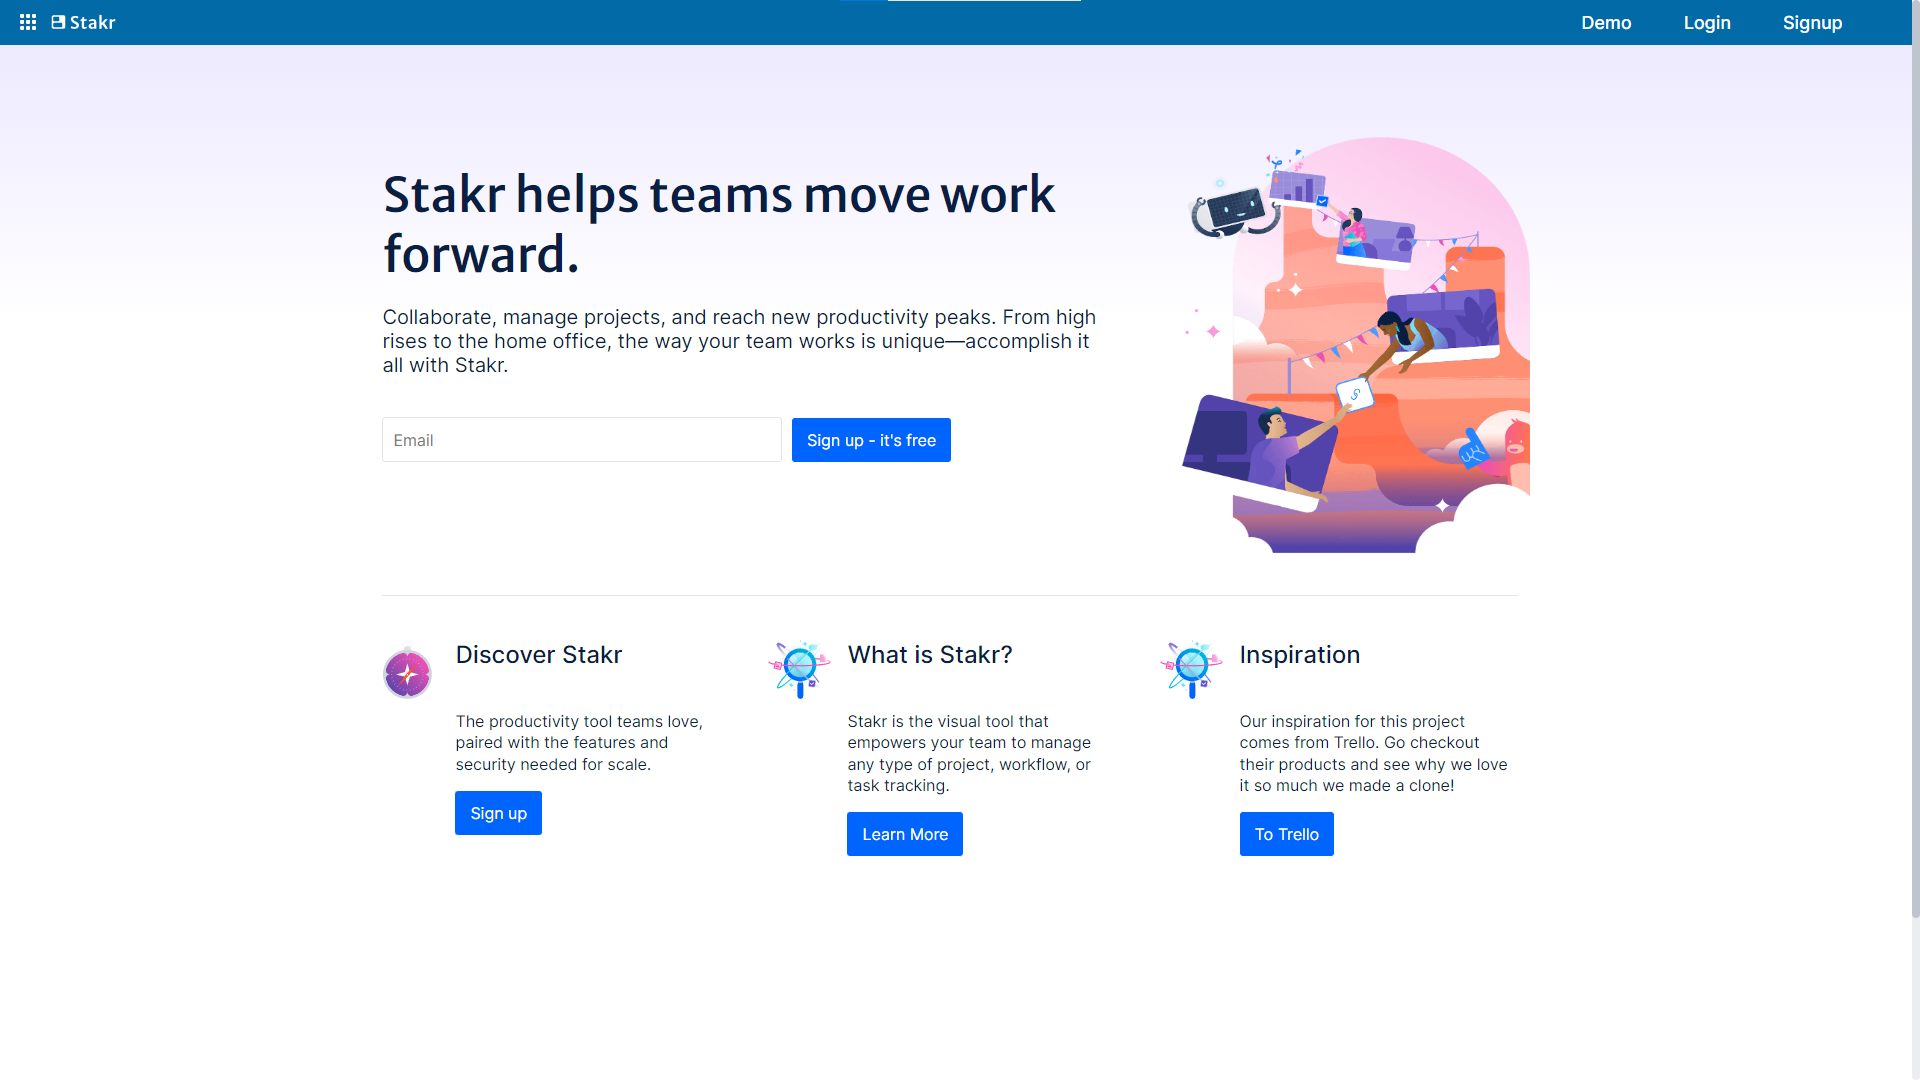 Stakr
Demo
Login
Signup
Stakr helps teams move work
forward.
Collaborate, manage projects, and reach new productivity peaks. From high
rises to the home office, the way your team works is unique—accomplish it
all with Stakr.
Email
Sign up - it's free
Discover Stakr
The productivity tool teams love,
paired with the features and
security needed for scale.
Sign up
What is Stakr?
Stakr is the visual tool that
empowers your team to manage
any type of project, workflow, or
task tracking.
Learn More
Inspiration
Our inspiration for this project
comes from Trello. Go checkout
their products and see why we love
it so much we made a clone!
To Trello